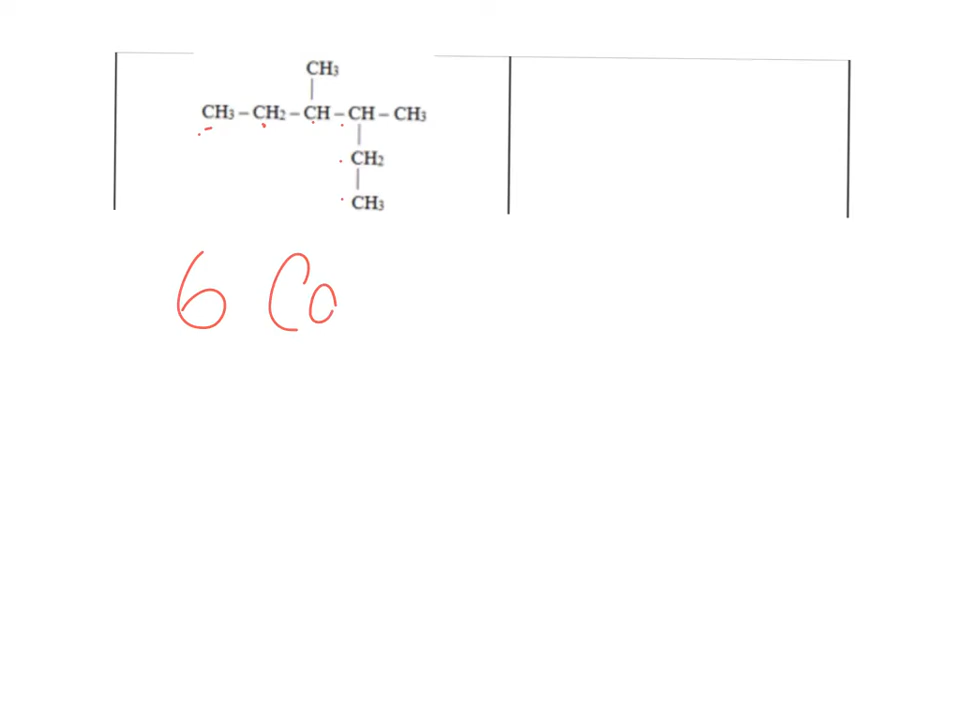 CH3
CH3 – CH2 – CH – CH – CH3
CH2
CH3
6 Co